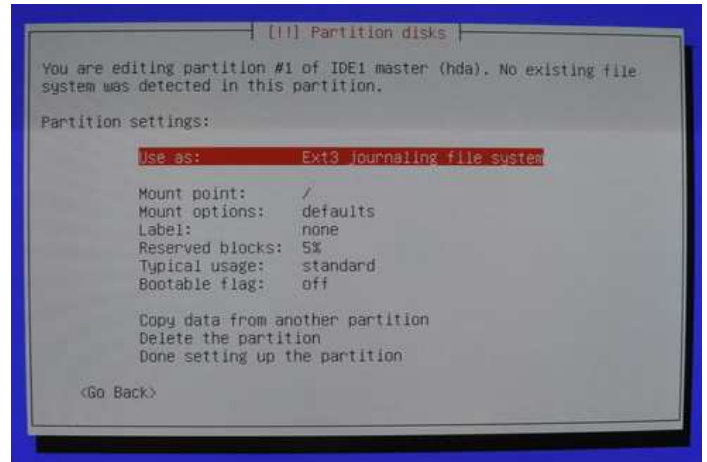 [!!] Partition disks
You are editing partition #1 of IDE1 master (hda). No existing file
system was detected in this partition.
Partition settings:
Use as: Ext3 journaling file system
Mount point: /
Mount options: defaults
Label: none
Reserved blocks: 5%
Typical usage: standard
Bootable flag: off
Copy data from another partition
Delete the partition
Done setting up the partition
<Go Back>